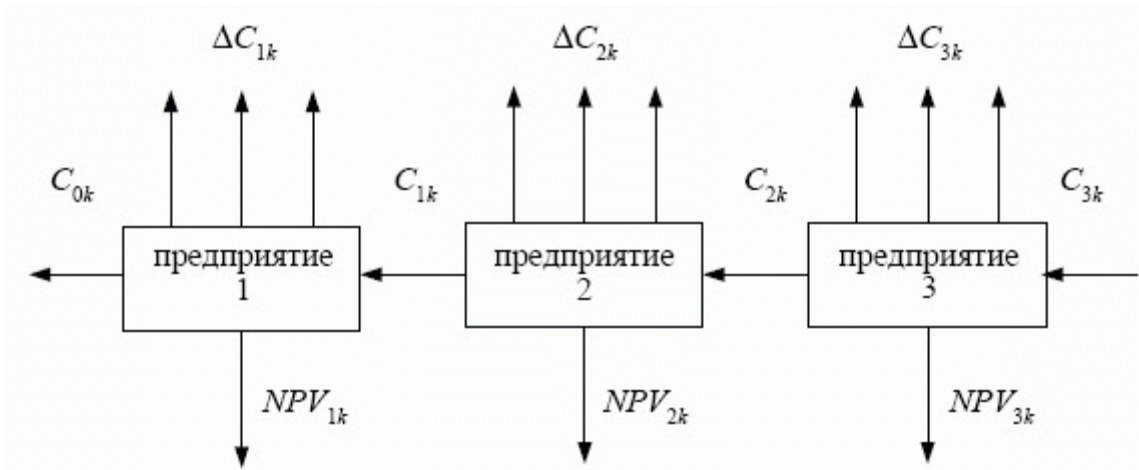 ΔC₁ₖ ΔC₂ₖ ΔC₃ₖ
C₀ₖ C₁ₖ C₂ₖ C₃ₖ
предприятие предприятие предприятие
1 2 3
NPV₁ₖ NPV₂ₖ NPV₃ₖ